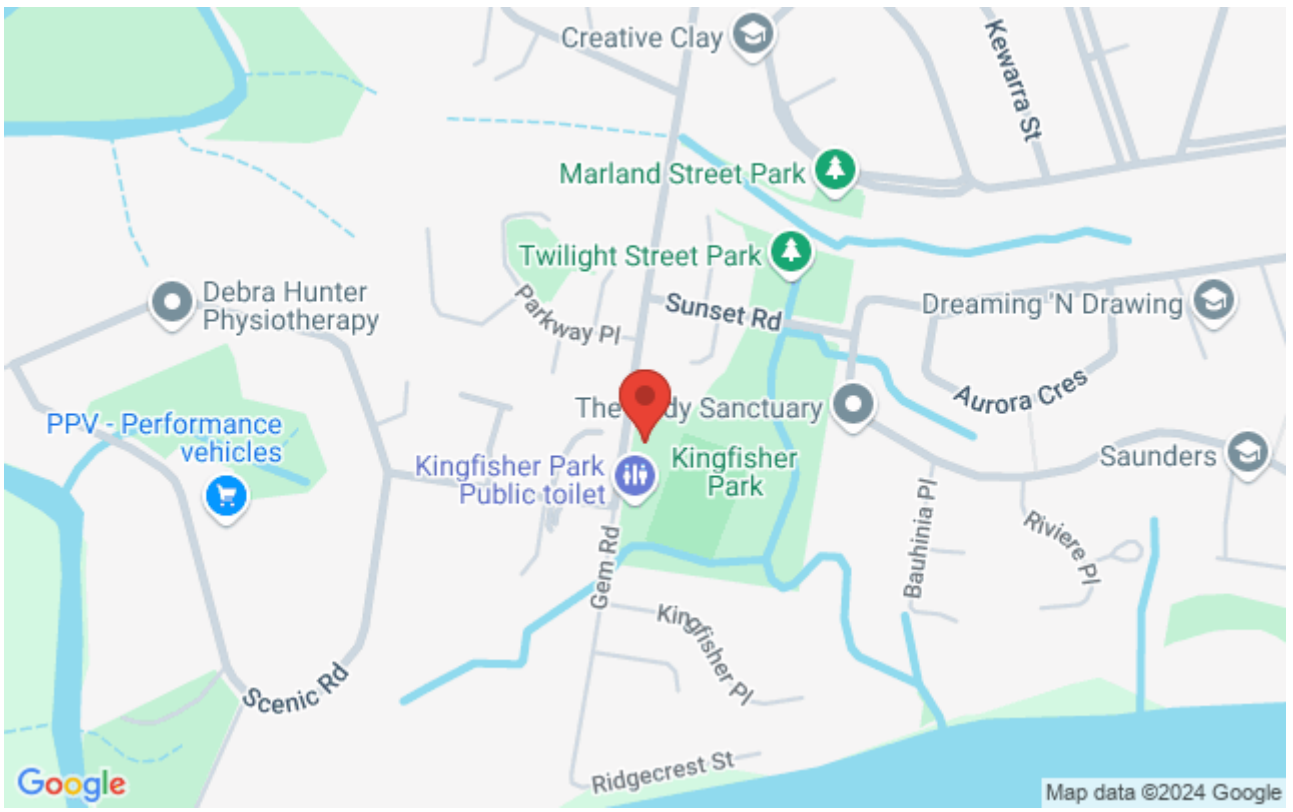 Creative Clay
Kewarra St
Marland Street Park
Twilight Street Park
Debra Hunter
Physiotherapy
Parkway Pl
Sunset Rd
Dreaming 'N Drawing
Aurora Cres
PPV - Performance
vehicles
The
dy Sanctuary
Kingfisher Park
Public toilet
Kingfisher
Park
Saunders
Gem Rd
Bauhinia Pl
Riviere Pl
Kingfisher Pl
Scenic Rd
Ridgecrest St
Google
Map data ©2024 Google